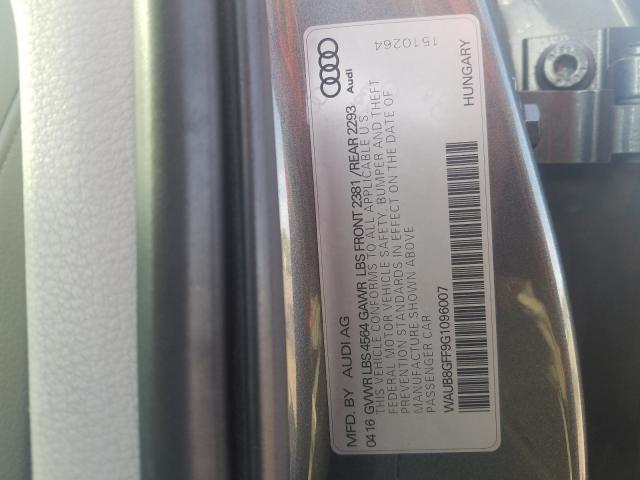 MFD. BY AUDI AG
0416 GVWR LBS 4564 GAWR LBS FRONT 2381 / REAR 2293
THIS VEHICLE CONFORMS TO ALL APPLICABLE U.S.
FEDERAL MOTOR VEHICLE SAFETY, BUMPER AND THEFT
PREVENTION STANDARDS IN EFFECT ON THE DATE OF
MANUFACTURE SHOWN ABOVE
PASSENGER CAR
WAUB8GFF9G1096007
HUNGARY
Audi
1510264